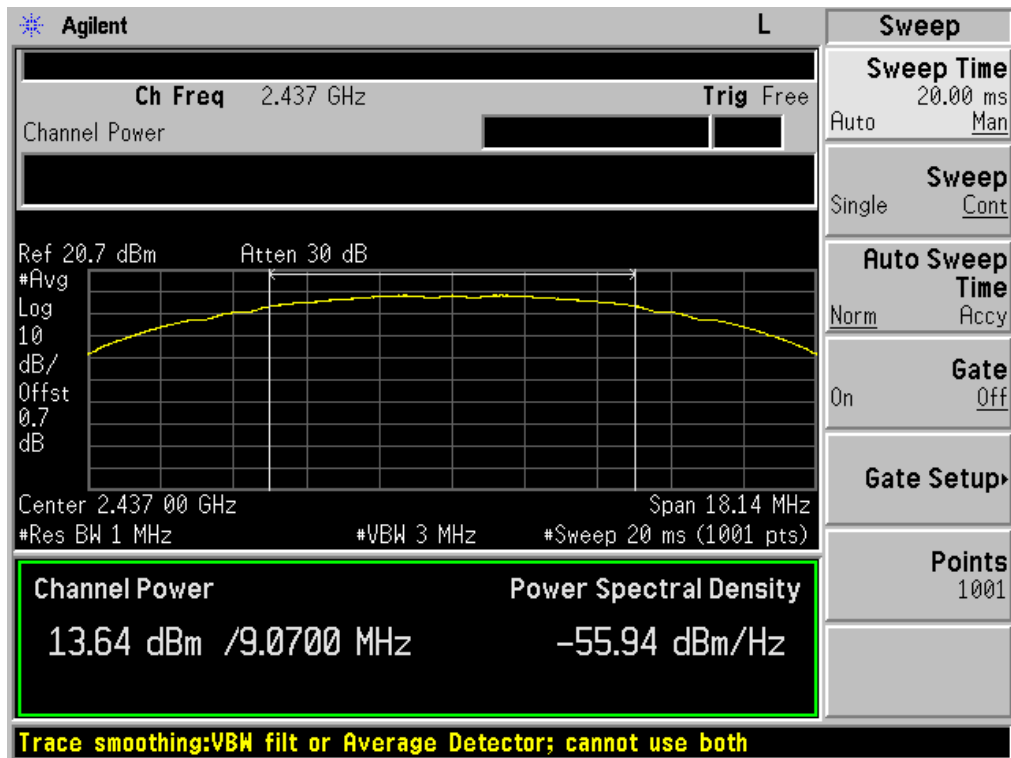 Agilent L
Ch Freq 2.437 GHz Trig Free
Channel Power
Ref 20.7 dBm Atten 30 dB
#Avg
Log
10
dB/
Offst
0.7
dB
Center 2.437 00 GHz Span 18.14 MHz
#Res BW 1 MHz #VBW 3 MHz #Sweep 20 ms (1001 pts)
Channel Power Power Spectral Density
13.64 dBm /9.0700 MHz -55.94 dBm/Hz
Trace smoothing:VBW filt or Average Detector; cannot use both
Sweep
Sweep Time
20.00 ms
Auto Man
Sweep
Single Cont
Auto Sweep
Time
Norm Accy
Gate
On Off
Gate Setup
Points
1001